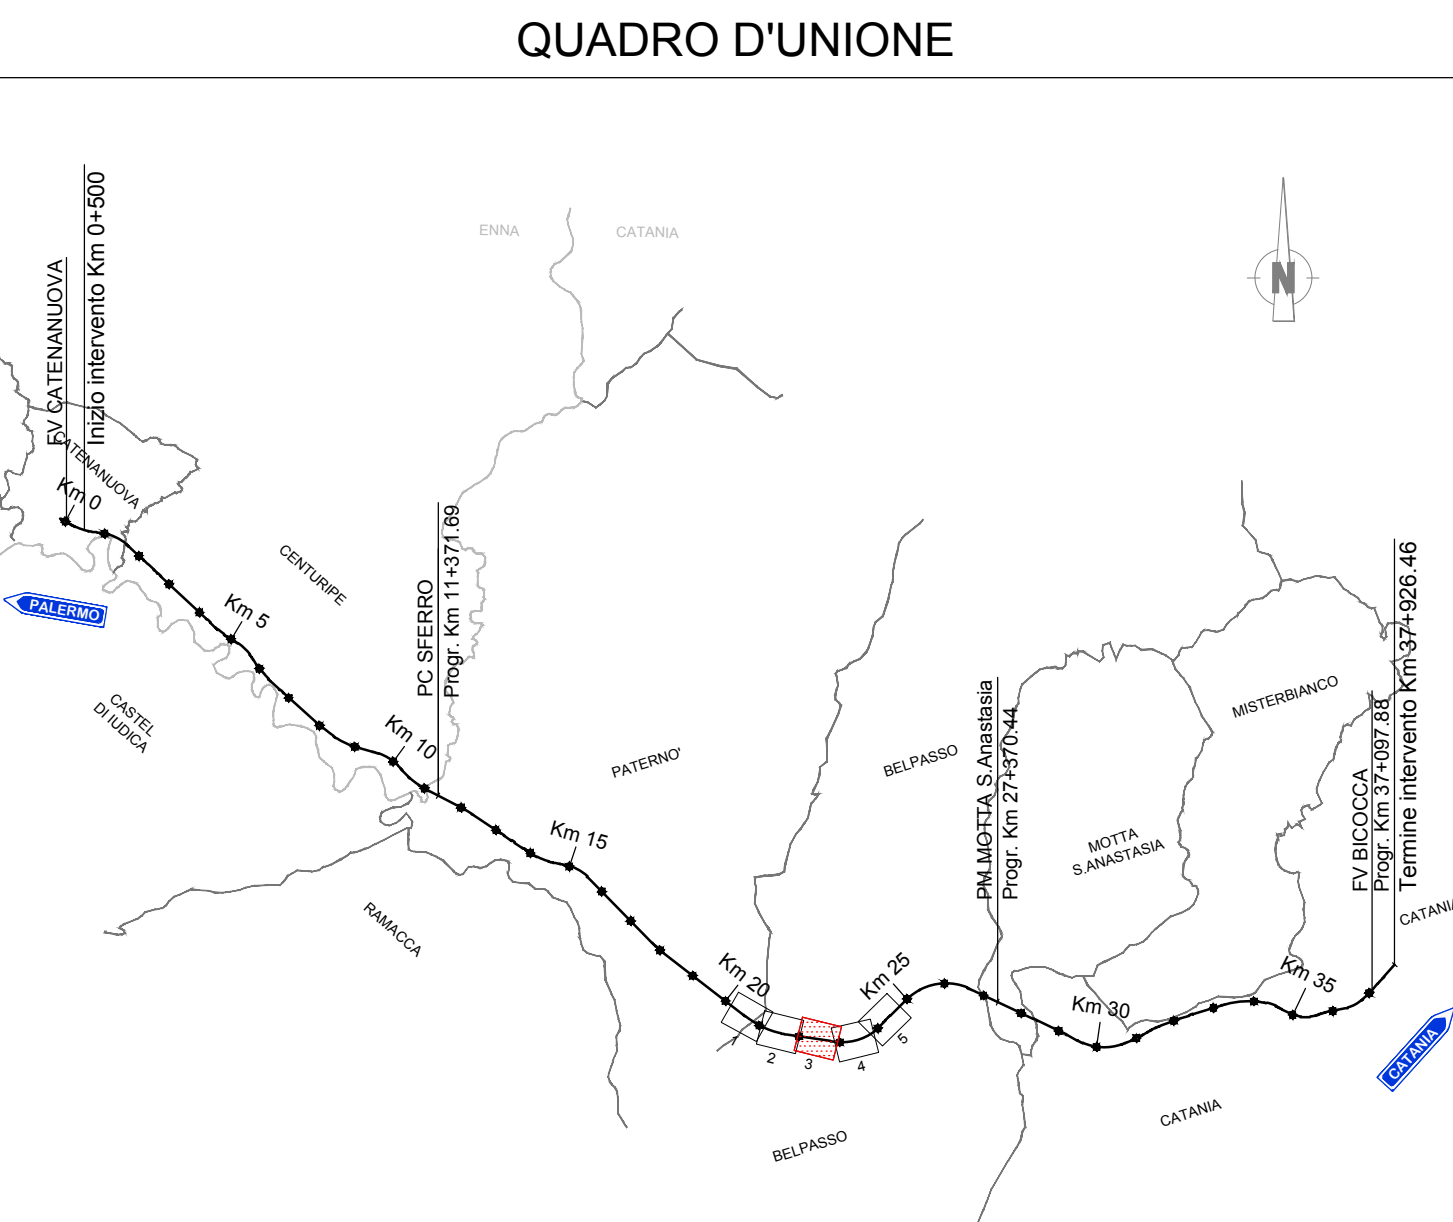 QUADRO D'UNIONE
ENNA
CATANIA
N
FV CATENANUOVA
Inizio intervento Km 0+500
CATENANUOVA
Km 0
PALERMO
CENTURIPE
Km 5
CASTEL
DI IUDICA
PC SFERRO
Progr. Km 11+371.69
Km 10
PATERNO'
Km 15
RAMACCA
BELPASSO
PM MOTTA S.Anastasia
Progr. Km 27+370.44
MOTTA
S.ANASTASIA
MISTERBIANCO
FV BICOCCA
Progr. Km 37+097.88
Termine intervento Km 37+926.46
CATANIA
Km 20
Km 25
Km 30
Km 35
1
2
3
4
5
CATANIA
BELPASSO
CATANIA